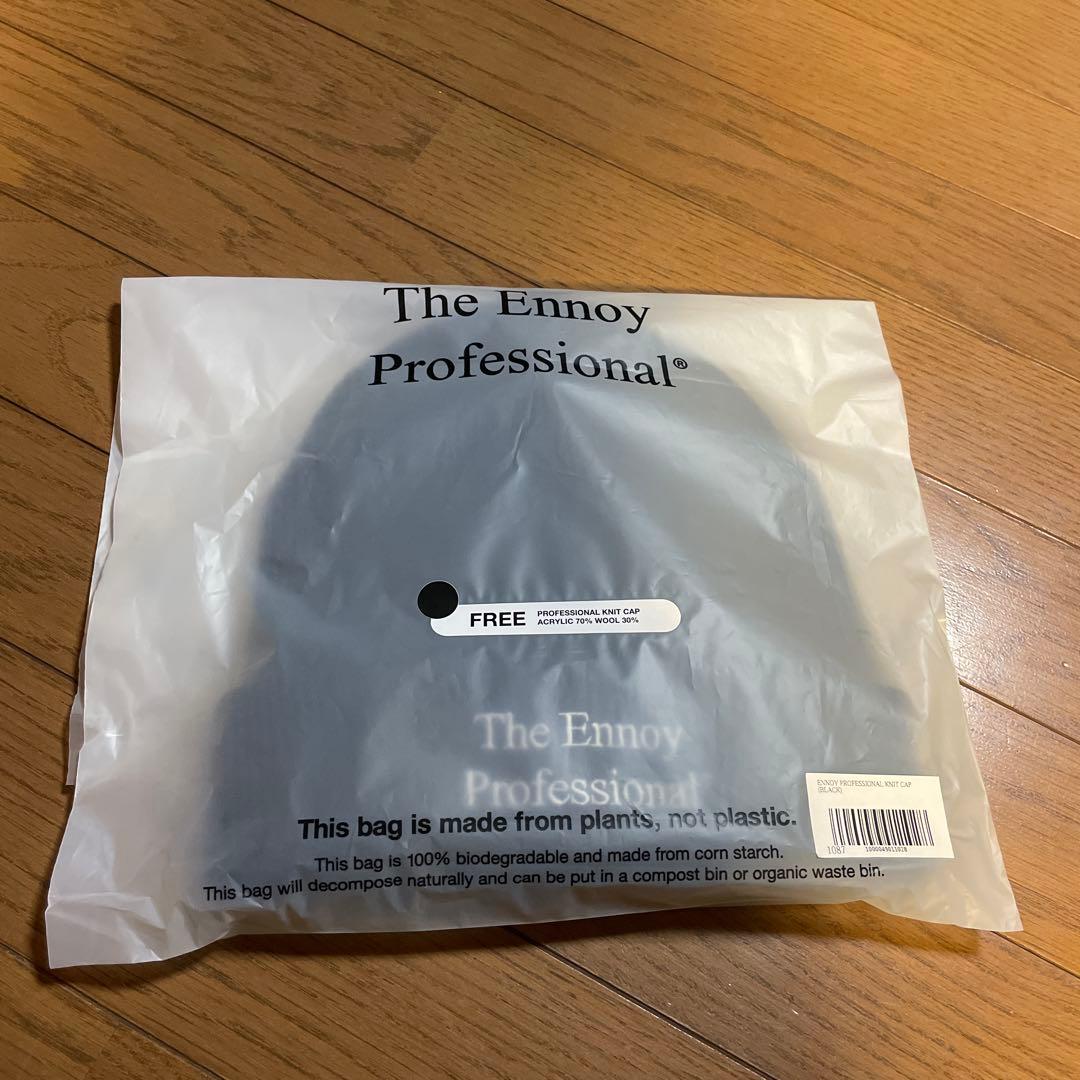 The Ennoy
Professional®
FREE
PROFESSIONAL KNIT CAP
ACRYLIC 70% WOOL 30%
The Ennoy
Professional
This bag is made from plants, not plastic.
This bag is 100% biodegradable and made from corn starch.
This bag will decompose naturally and can be put in a compost bin or organic waste bin.
ENNOY PROFESSIONAL KNIT CAP
(BLACK)
1087
1000049011028